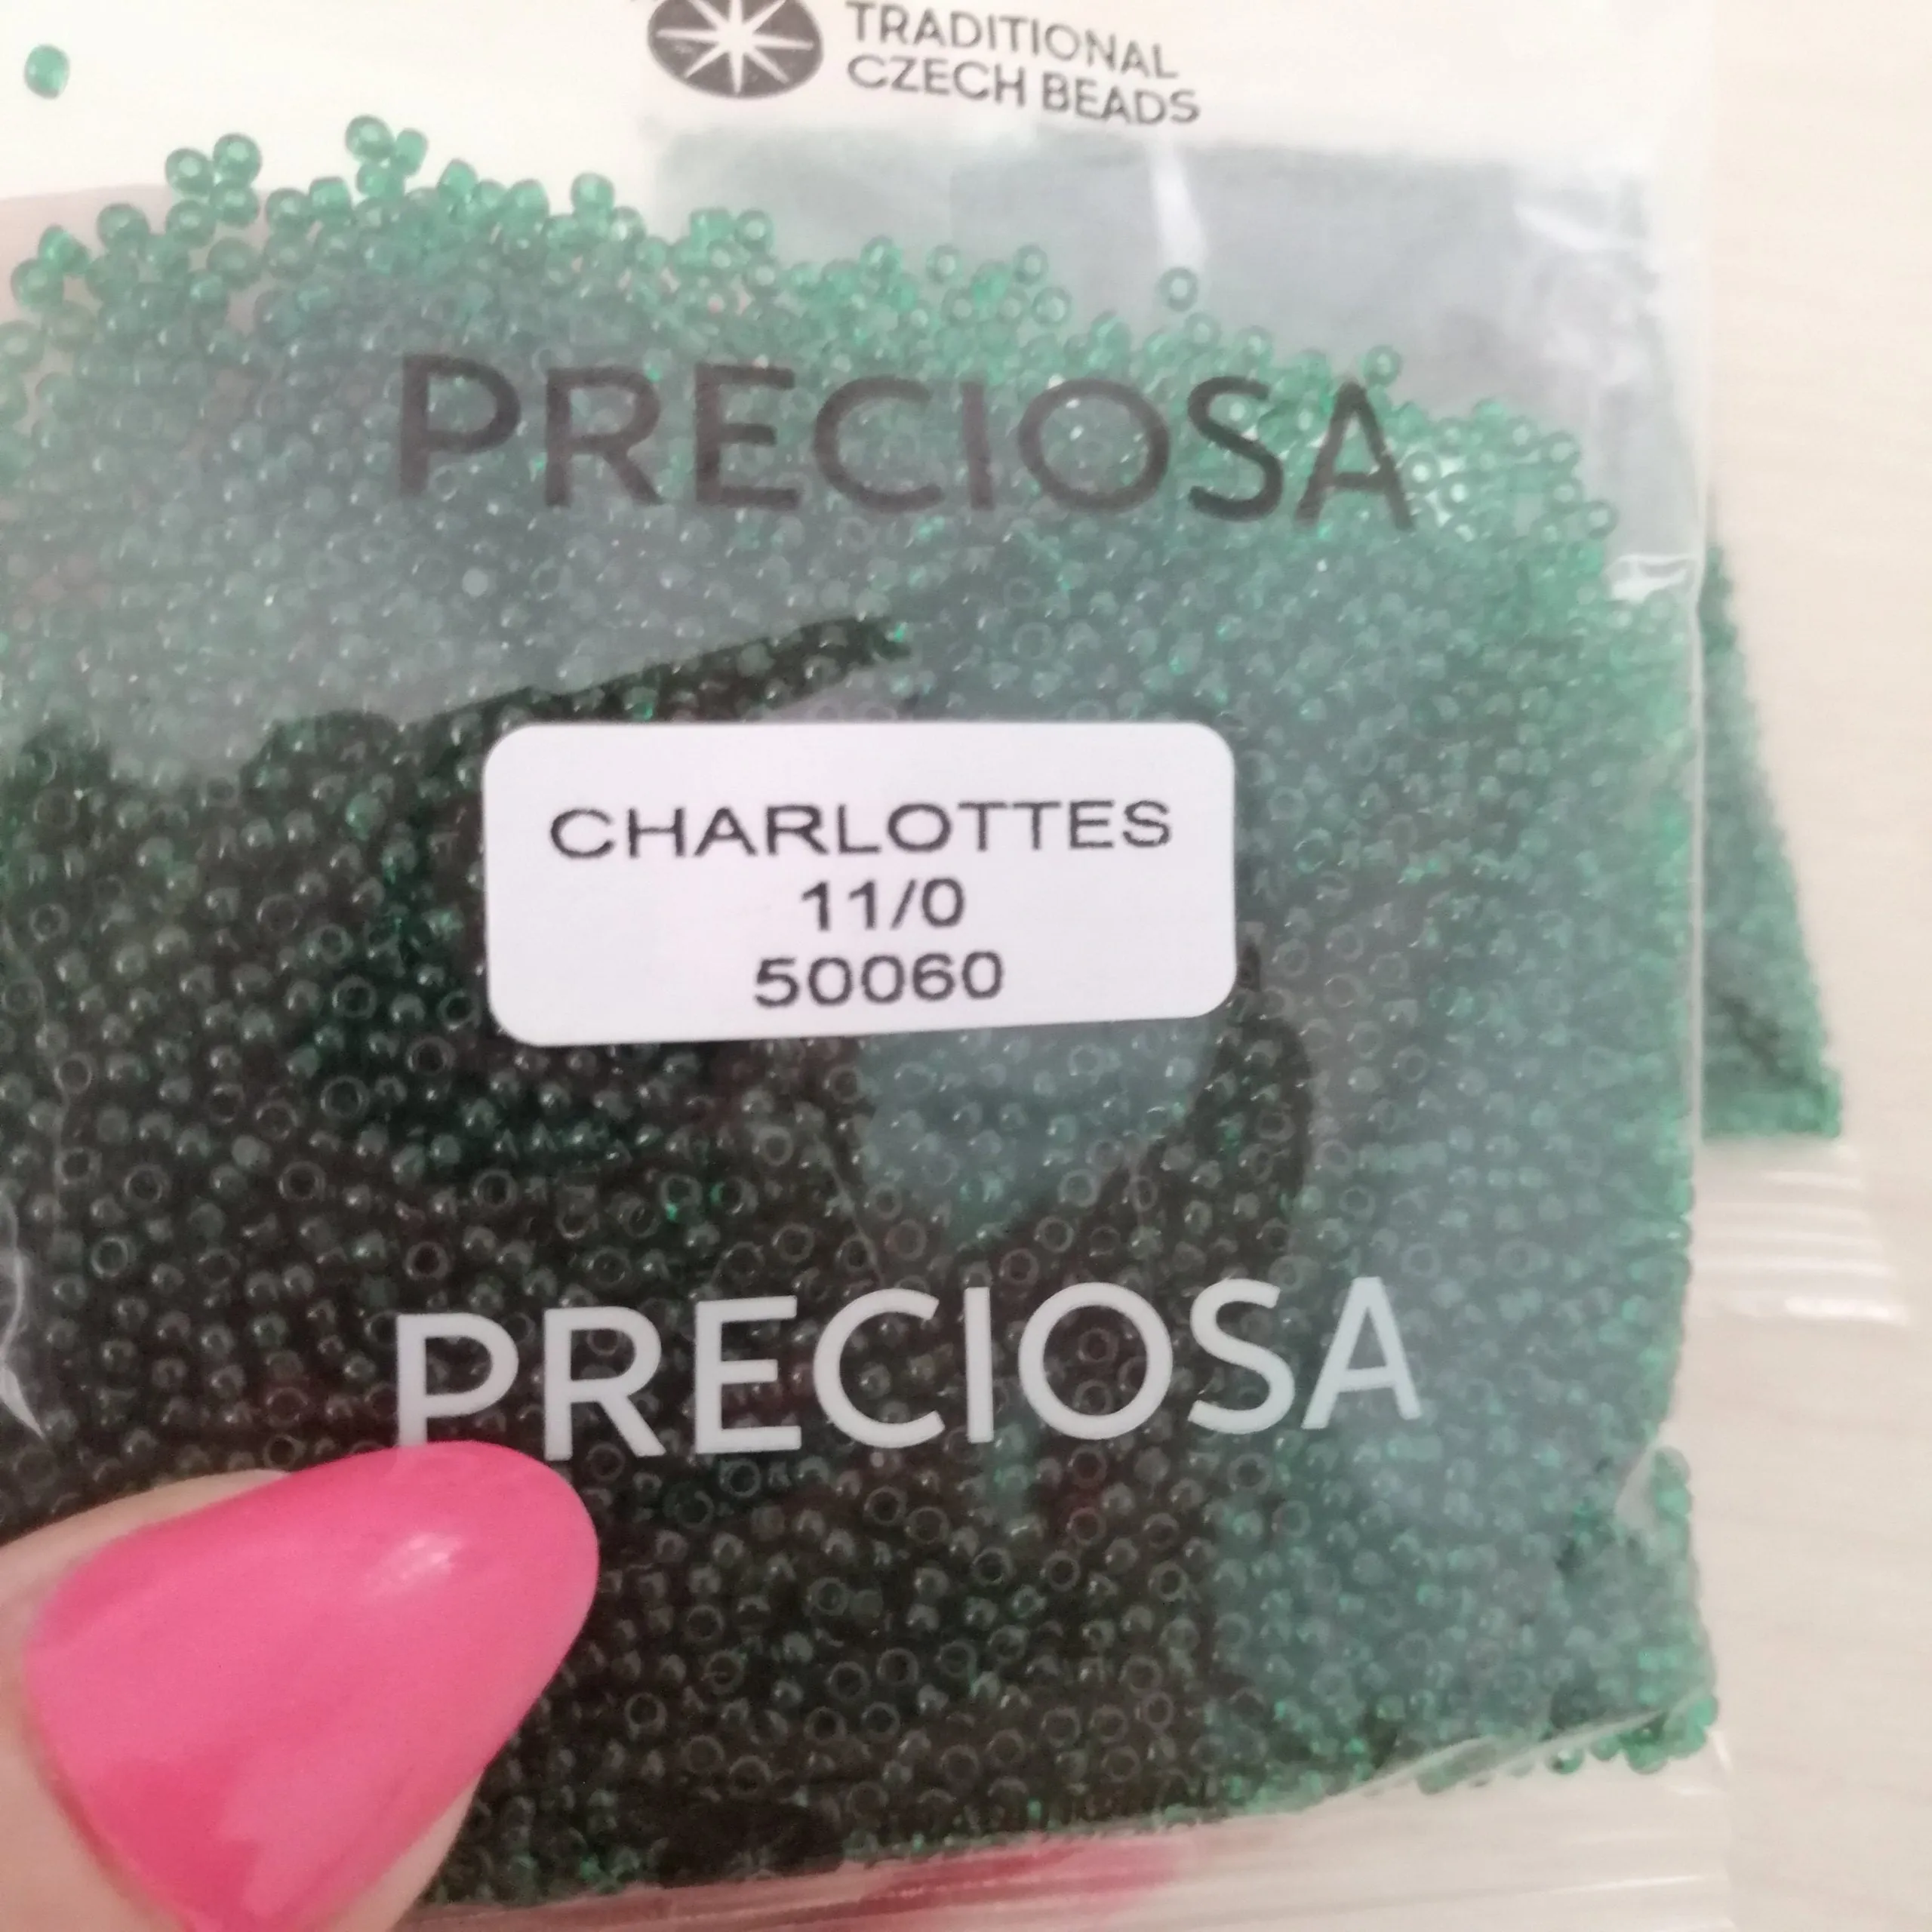 TRADITIONAL
CZECH BEADS
PRECIOSA
CHARLOTTES
11/0
50060
PRECIOSA